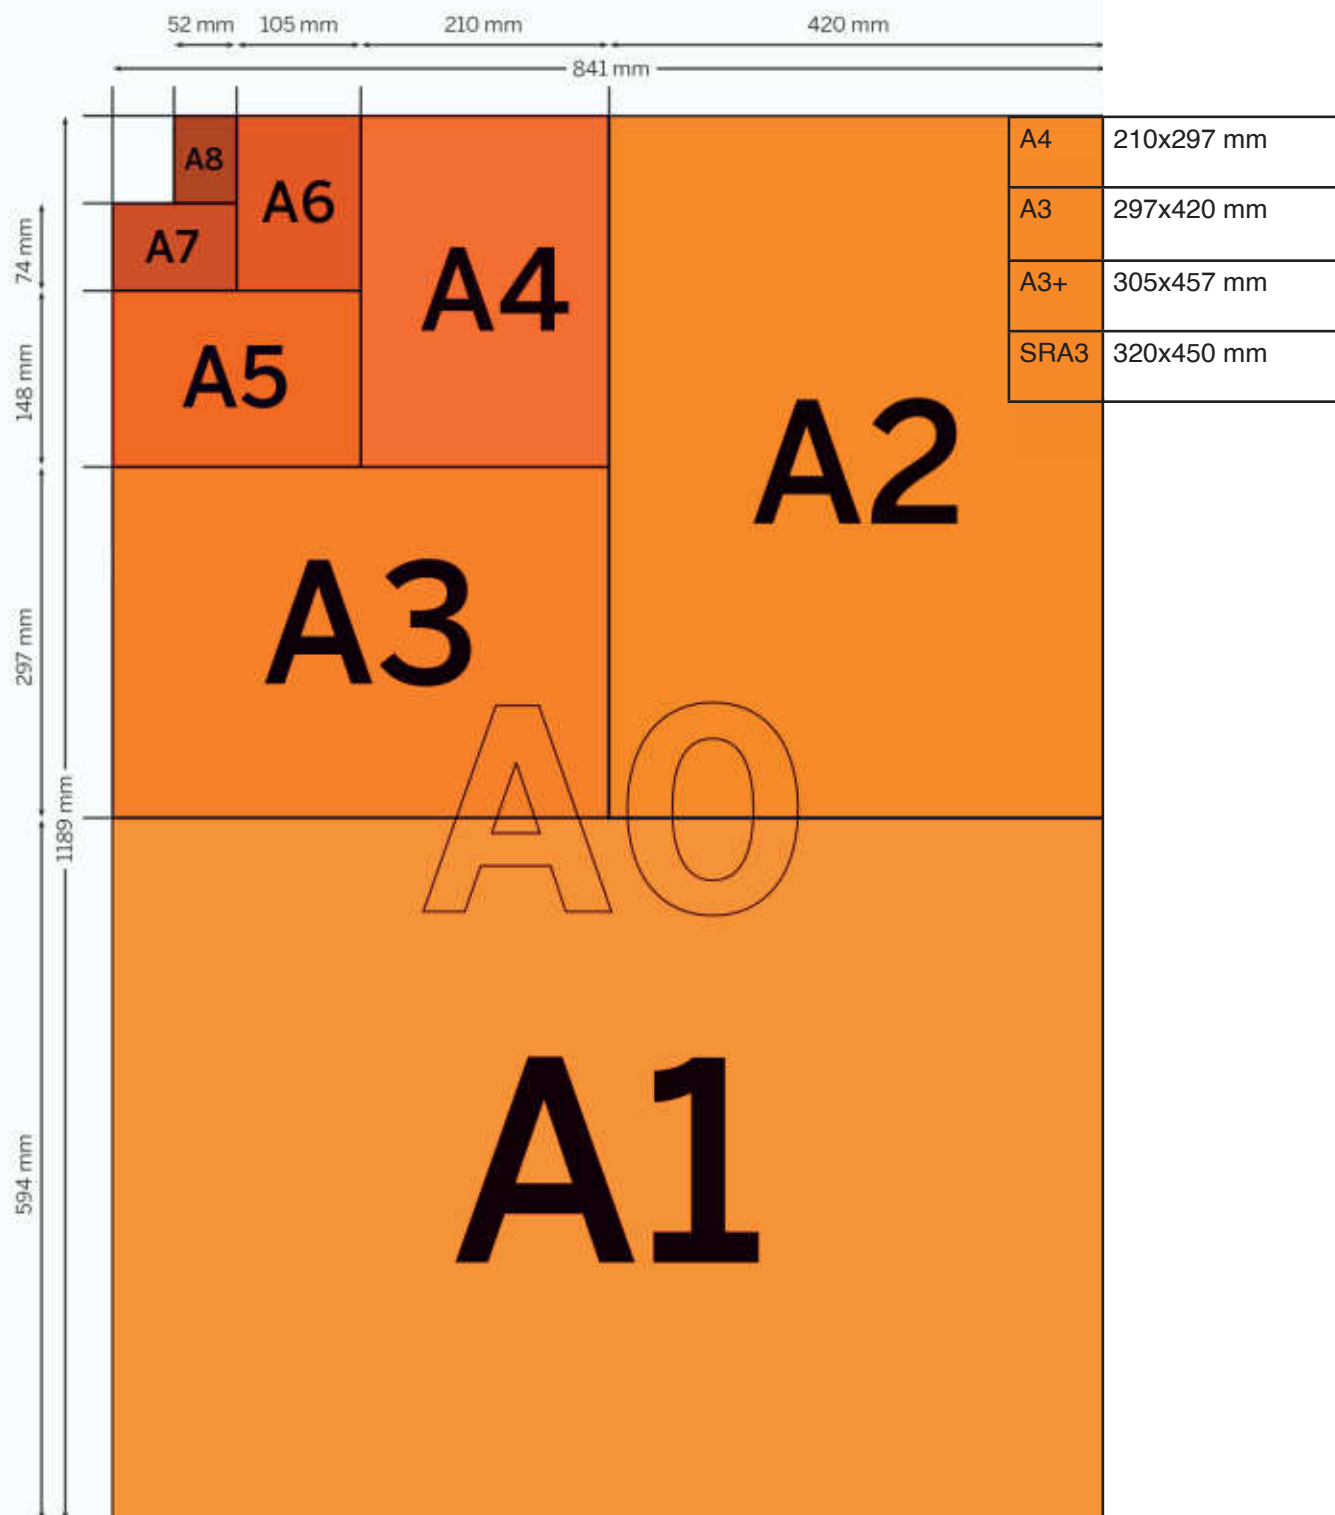 52 mm 105 mm 210 mm 420 mm
841 mm
A4 210x297 mm
A3 297x420 mm
A3+ 305x457 mm
SRA3 320x450 mm
A8
A6
A7
A4
A5
A2
A3
A0
A1
74 mm
148 mm
297 mm
1189 mm
594 mm